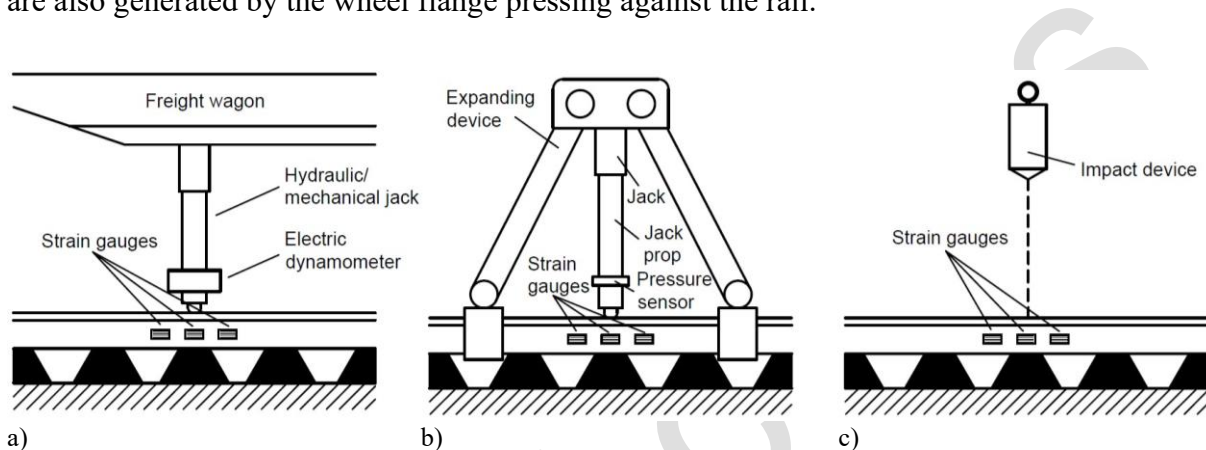 are also generated by the wheel flange pressing against the rail.
Freight wagon
Hydraulic/
mechanical jack
Strain gauges
Electric
dynamometer
a)
Expanding
device
Jack
Jack
prop
Strain
gauges
Pressure
sensor
b)
Impact device
Strain gauges
c)